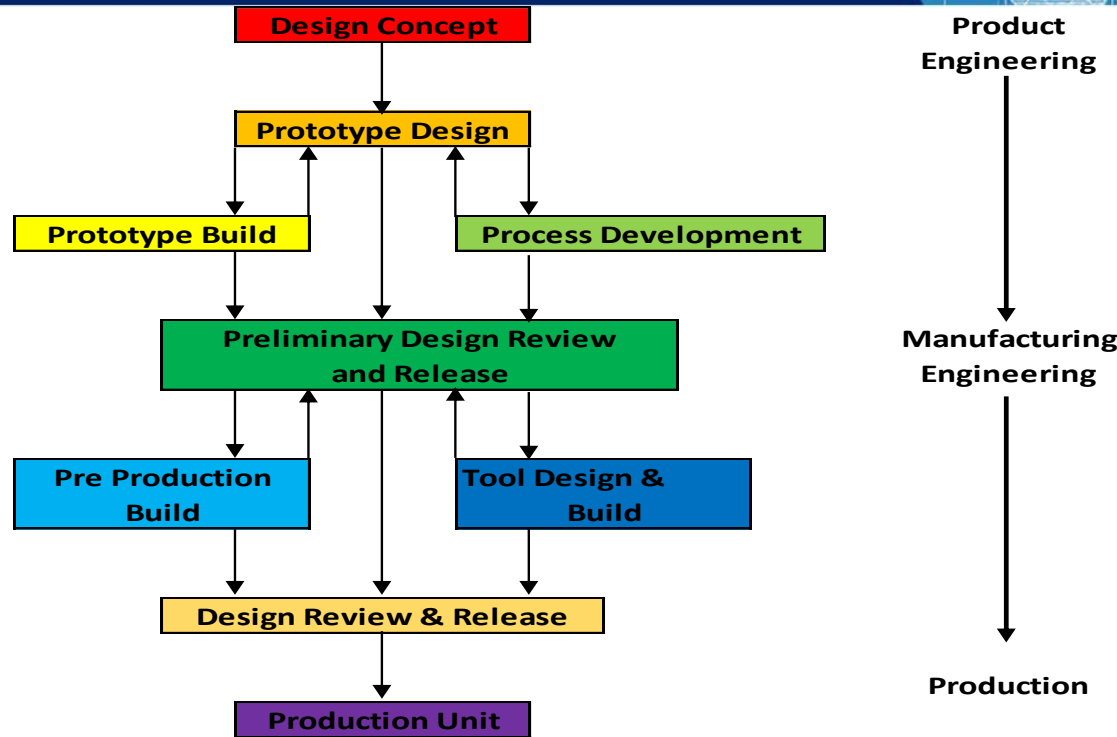 Design Concept
Product
Engineering
Prototype Design
Prototype Build
Process Development
Preliminary Design Review
and Release
Manufacturing
Engineering
Pre Production
Build
Tool Design &
Build
Design Review & Release
Production
Production Unit